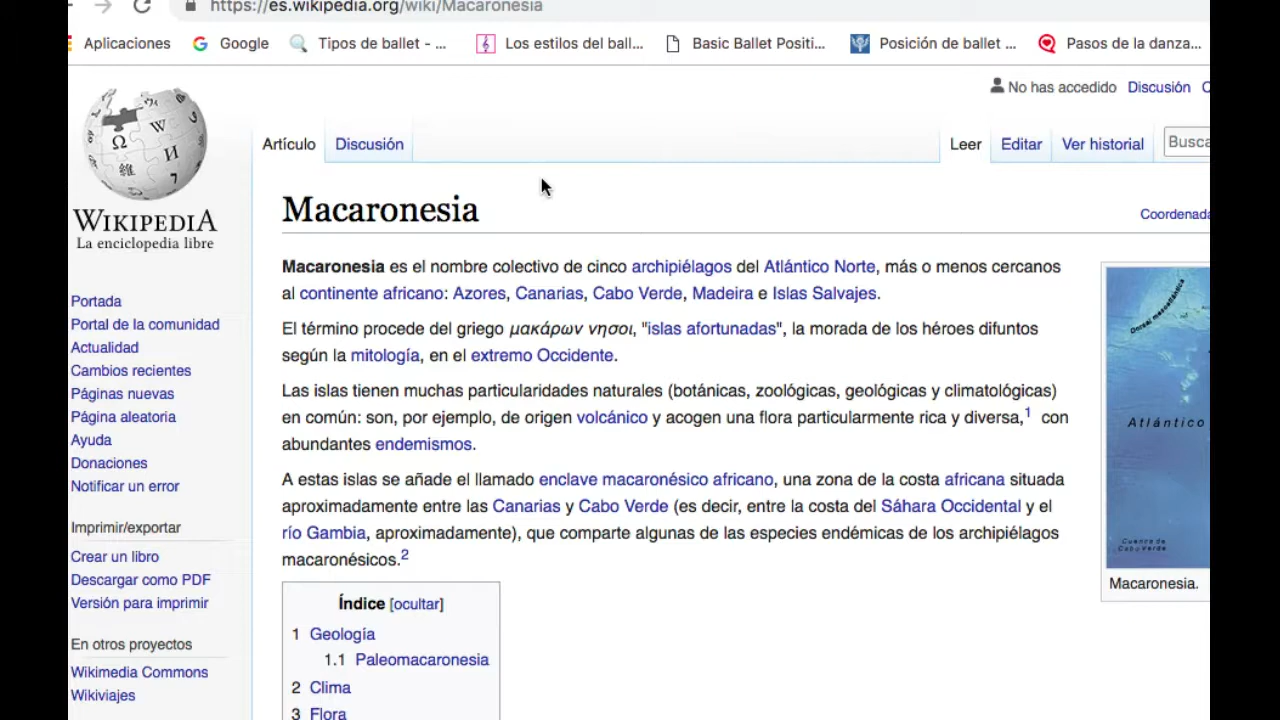 https://es.wikipedia.org/wiki/Macaronesia
Aplicaciones Google Tipos de ballet - ... Los estilos del ball... Basic Ballet Positi... Posición de ballet ... Pasos de la danza...
No has accedido Discusión
Artículo Discusión Leer Editar Ver historial Busca
WIKIPEDIA
La enciclopedia libre
Macaronesia
Coordenada
Macaronesia es el nombre colectivo de cinco archipiélagos del Atlántico Norte, más o menos cercanos
al continente africano: Azores, Canarias, Cabo Verde, Madeira e Islas Salvajes.
El término procede del griego μακάρων νησοι, "islas afortunadas", la morada de los héroes difuntos
según la mitología, en el extremo Occidente.
Las islas tienen muchas particularidades naturales (botánicas, zoológicas, geológicas y climatológicas)
en común: son, por ejemplo, de origen volcánico y acogen una flora particularmente rica y diversa,1 con
abundantes endemismos.
A estas islas se añade el llamado enclave macaronésico africano, una zona de la costa africana situada
aproximadamente entre las Canarias y Cabo Verde (es decir, entre la costa del Sáhara Occidental y el
río Gambia, aproximadamente), que comparte algunas de las especies endémicas de los archipiélagos
macaronésicos.2
Índice [ocultar]
1 Geología
1.1 Paleomacaronesia
2 Clima
3 Flora
Portada
Portal de la comunidad
Actualidad
Cambios recientes
Páginas nuevas
Página aleatoria
Ayuda
Donaciones
Notificar un error
Imprimir/exportar
Crear un libro
Descargar como PDF
Versión para imprimir
En otros proyectos
Wikimedia Commons
Wikiviajes
Dorsal mesoatlántica
Atlántico
Cuenca de
Cabo Verde
Macaronesia.